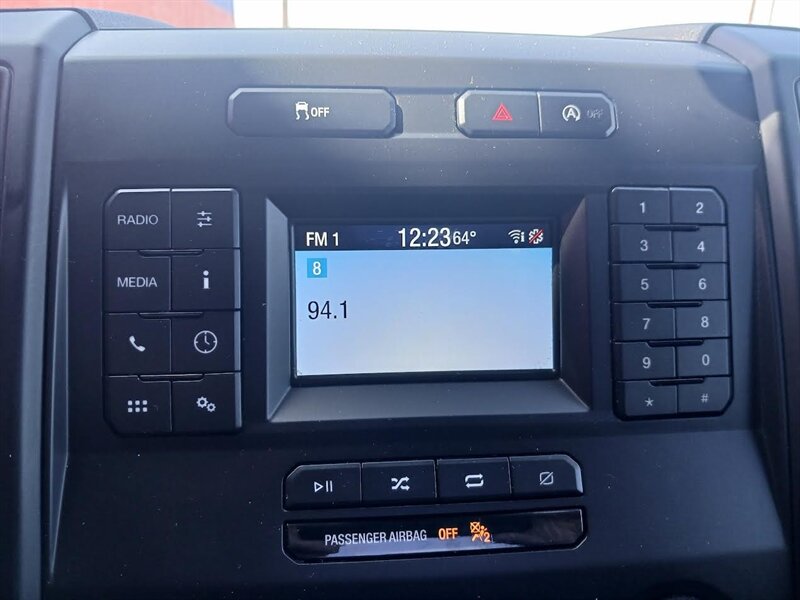 OFF
A OFF
RADIO
MEDIA
i
FM 1 12:23 64° i
8
94.1
1 2
3 4
5 6
7 8
9 0
* #
PASSENGER AIRBAG OFF 2